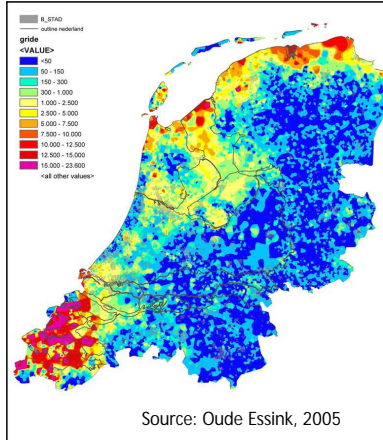 B_STAD
outline nederland
gride
<VALUE>
<50
50 - 150
150 - 300
300 - 1.000
1.000 - 2.500
2.500 - 5.000
5.000 - 7.500
7.500 - 10.000
10.000 - 12.500
12.500 - 15.000
15.000 - 23.600
<all other values>
Source: Oude Essink, 2005